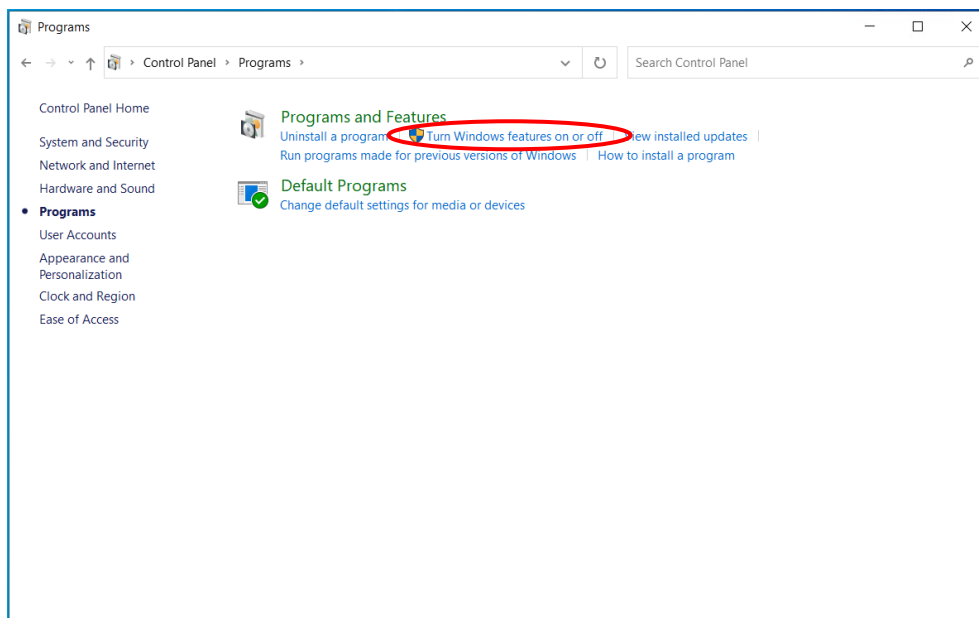 Programs
Control Panel Programs
Search Control Panel
Control Panel Home
System and Security
Network and Internet
Hardware and Sound
Programs
User Accounts
Appearance and
Personalization
Clock and Region
Ease of Access
Programs and Features
Uninstall a program Turn Windows features on or off View installed updates
Run programs made for previous versions of Windows How to install a program
Default Programs
Change default settings for media or devices